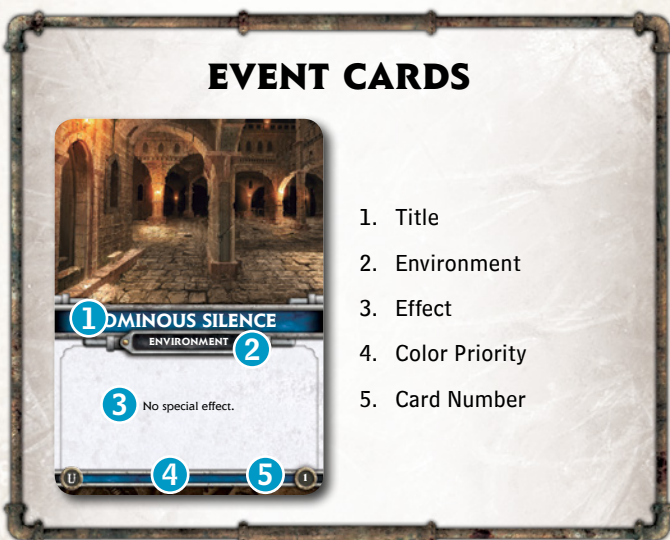 EVENT CARDS
1 OMINOUS SILENCE
ENVIRONMENT 2
3 No special effect.
U 4 5 1
1. Title
2. Environment
3. Effect
4. Color Priority
5. Card Number